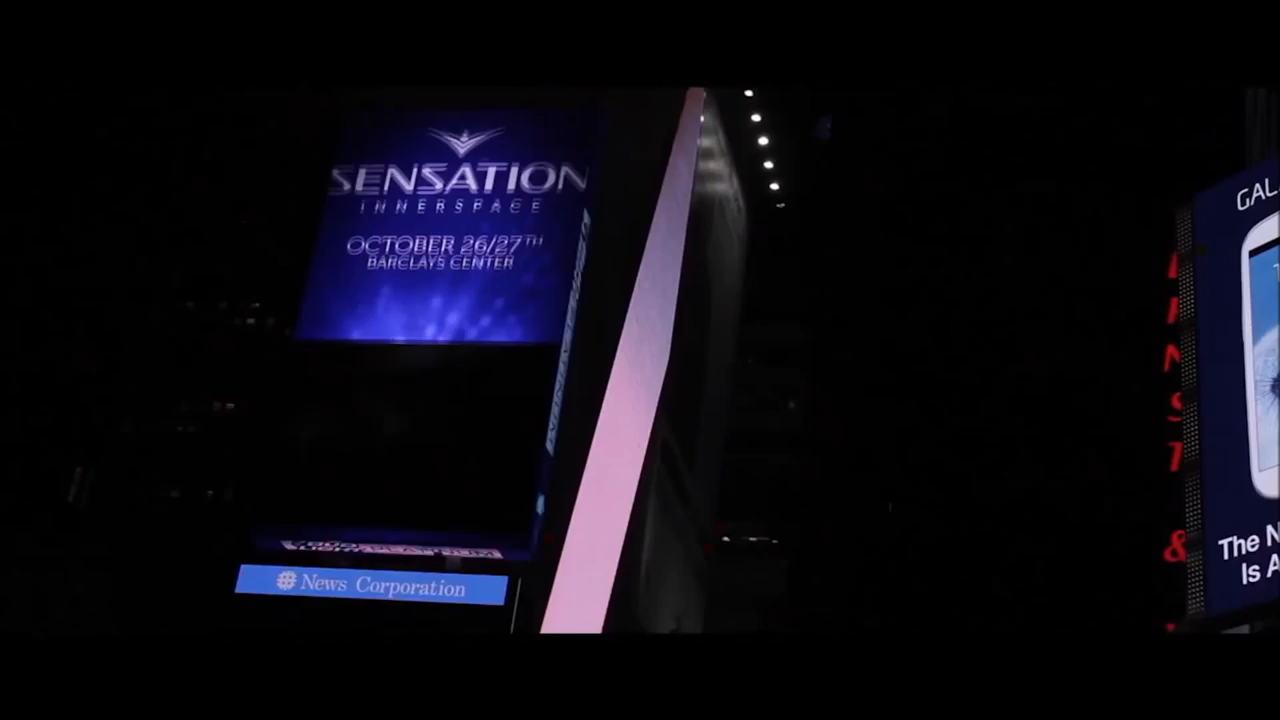 SENSATION
INNERSPACE
OCTOBER 26/27TH
BARCLAYS CENTER
News Corporation
GAL
The N
Is A
&